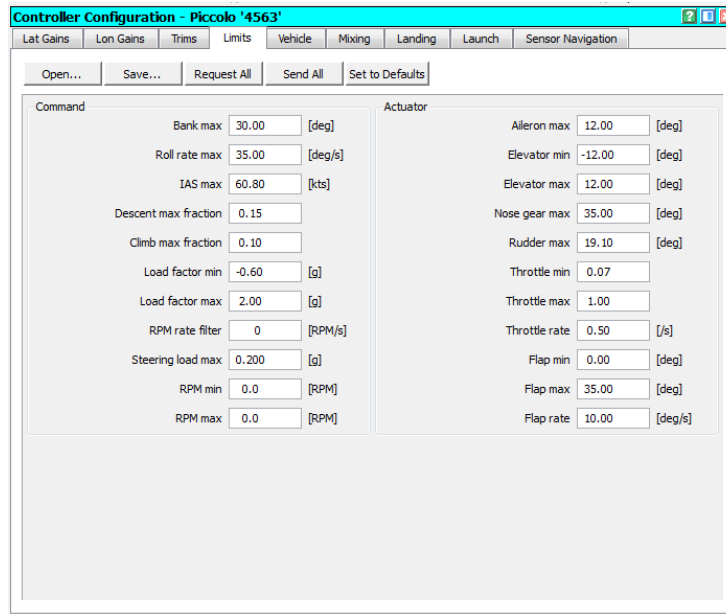 Controller Configuration - Piccolo '4563'
Lat Gains Lon Gains Trims Limits Vehicle Mixing Landing Launch Sensor Navigation
Open... Save... Request All Send All Set to Defaults
Command
Bank max 30.00 [deg]
Roll rate max 35.00 [deg/s]
IAS max 60.80 [kts]
Descent max fraction 0.15
Climb max fraction 0.10
Load factor min -0.60 [g]
Load factor max 2.00 [g]
RPM rate filter 0 [RPM/s]
Steering load max 0.200 [g]
RPM min 0.0 [RPM]
RPM max 0.0 [RPM]
Actuator
Aileron max 12.00 [deg]
Elevator min -12.00 [deg]
Elevator max 12.00 [deg]
Nose gear max 35.00 [deg]
Rudder max 19.10 [deg]
Throttle min 0.07
Throttle max 1.00
Throttle rate 0.50 [/s]
Flap min 0.00 [deg]
Flap max 35.00 [deg]
Flap rate 10.00 [deg/s]